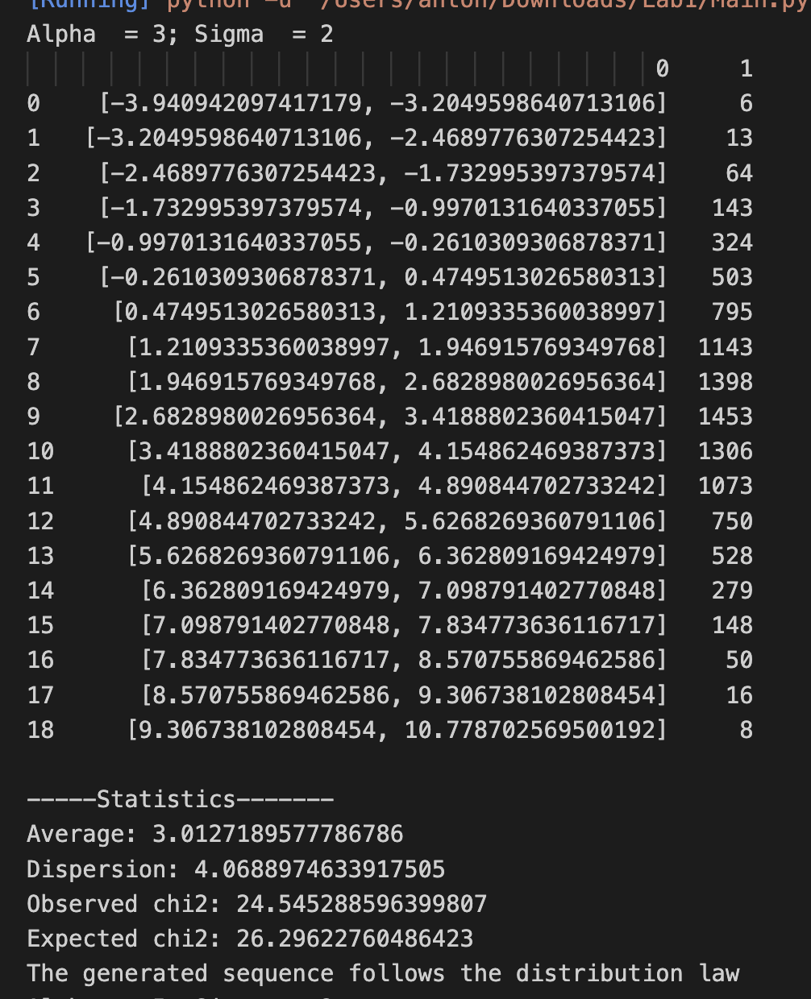 [Running] python -u "/Users/anton/Downloads/Lab1/Main.py
Alpha  = 3; Sigma  = 2
0 1
0 [-3.940942097417179, -3.2049598640713106] 6
1 [-3.2049598640713106, -2.4689776307254423] 13
2 [-2.4689776307254423, -1.732995397379574] 64
3 [-1.732995397379574, -0.9970131640337055] 143
4 [-0.9970131640337055, -0.2610309306878371] 324
5 [-0.2610309306878371, 0.4749513026580313] 503
6 [0.4749513026580313, 1.2109335360038997] 795
7 [1.2109335360038997, 1.946915769349768] 1143
8 [1.946915769349768, 2.6828980026956364] 1398
9 [2.6828980026956364, 3.4188802360415047] 1453
10 [3.4188802360415047, 4.154862469387373] 1306
11 [4.154862469387373, 4.890844702733242] 1073
12 [4.890844702733242, 5.6268269360791106] 750
13 [5.6268269360791106, 6.362809169424979] 528
14 [6.362809169424979, 7.098791402770848] 279
15 [7.098791402770848, 7.834773636116717] 148
16 [7.834773636116717, 8.570755869462586] 50
17 [8.570755869462586, 9.306738102808454] 16
18 [9.306738102808454, 10.778702569500192] 8
-----Statistics-------
Average: 3.0127189577786786
Dispersion: 4.0688974633917505
Observed chi2: 24.545288596399807
Expected chi2: 26.29622760486423
The generated sequence follows the distribution law